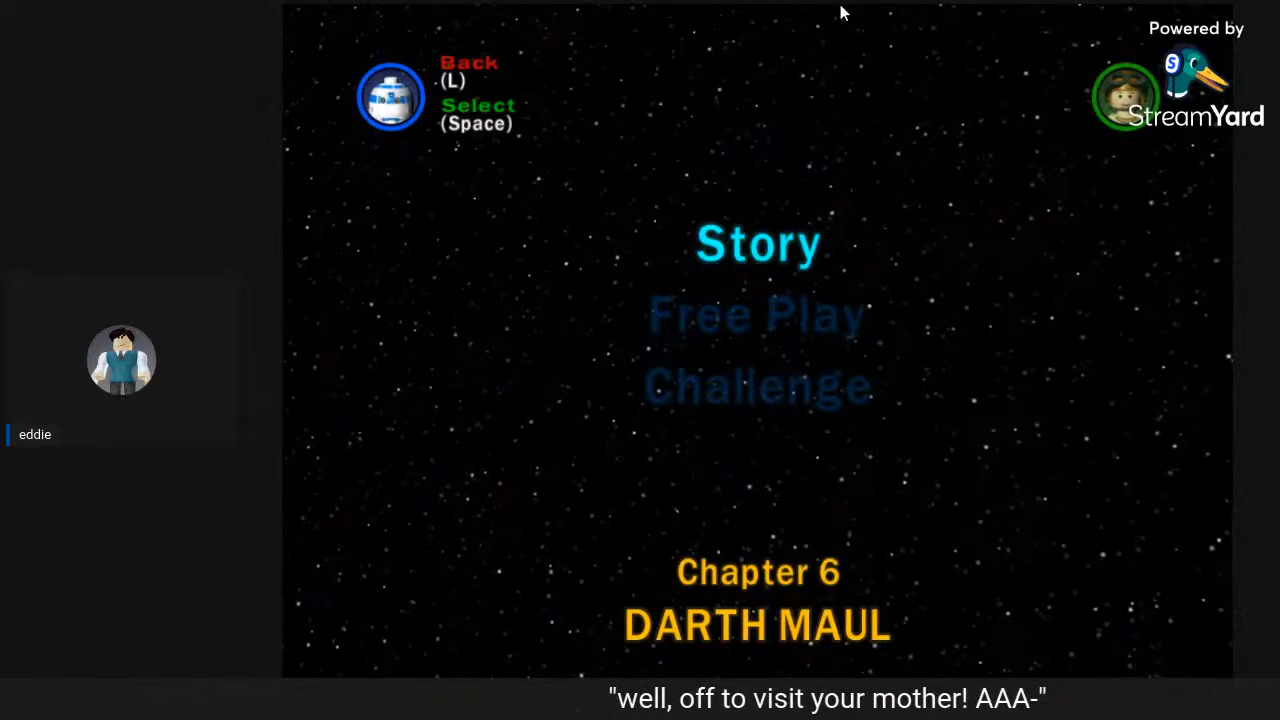 Powered by
StreamYard
Back
(L)
Select
(Space)
Story
Free Play
Challenge
eddie
Chapter 6
DARTH MAUL
"well, off to visit your mother! AAA-"